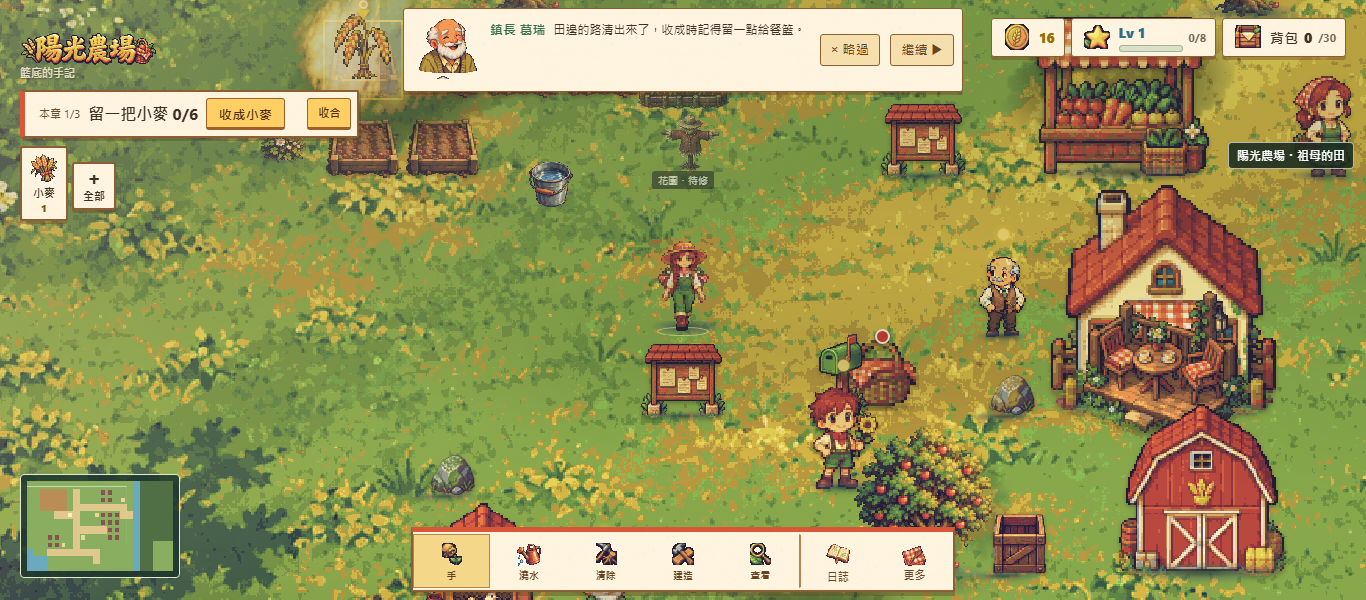 陽光農場
籃底的手記
鎮長 葛瑞 田邊的路清出來了，收成時記得留一點給餐籃。
× 略過
繼續 ▶
16
Lv 1
0/8
背包 0 /30
本章 1/3 留一把小麥 0/6
收成小麥
收合
小麥
1
+
全部
花圃 · 待修
陽光農場 · 祖母的田
手
澆水
清除
建造
查看
日誌
更多